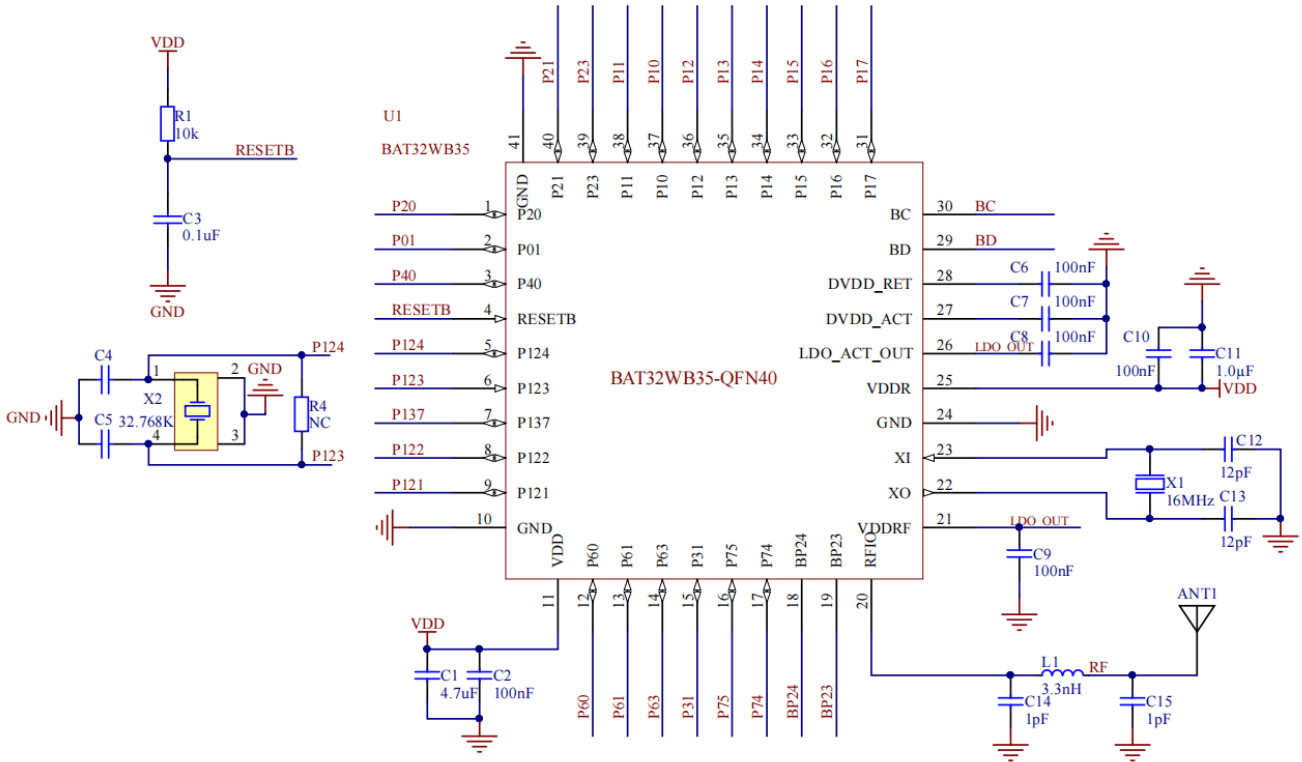 VDD
R1
10k
RESETB
C3
0.1uF
GND
U1
BAT32WB35
P21
P23
P11
P10
P12
P13
P14
P15
P16
P17
41
40
39
38
37
36
35
34
33
32
31
GND
P21
P23
P11
P10
P12
P13
P14
P15
P16
P17
P20 1 P20
P01 2 P01
P40 3 P40
RESETB 4 RESETB
P124 5 P124
P123 6 P123
P137 7 P137
P122 8 P122
P121 9 P121
10 GND
BAT32WB35-QFN40
BC 30 BC
BD 29 BD
DVDD_RET 28
DVDD_ACT 27
LDO_ACT_OUT 26 LDO_OUT
VDDR 25
GND 24
XI 23
XO 22
VDDRF 21 LDO_OUT
C6 100nF
C7 100nF
C8 100nF
C10
100nF
C11
1.0μF
VDD
C12
12pF
X1
16MHz
C13
12pF
C9
100nF
C4
P124
1
2
GND
X2
GND
R4
NC
C5
32.768K
4
3
P123
VDD
P60
P61
P63
P31
P75
P74
BP24
BP23
RFIO
11
12
13
14
15
16
17
18
19
20
VDD
C1
4.7uF
C2
100nF
P60
P61
P63
P31
P75
P74
BP24
BP23
ANT1
L1
3.3nH
RF
C14
1pF
C15
1pF